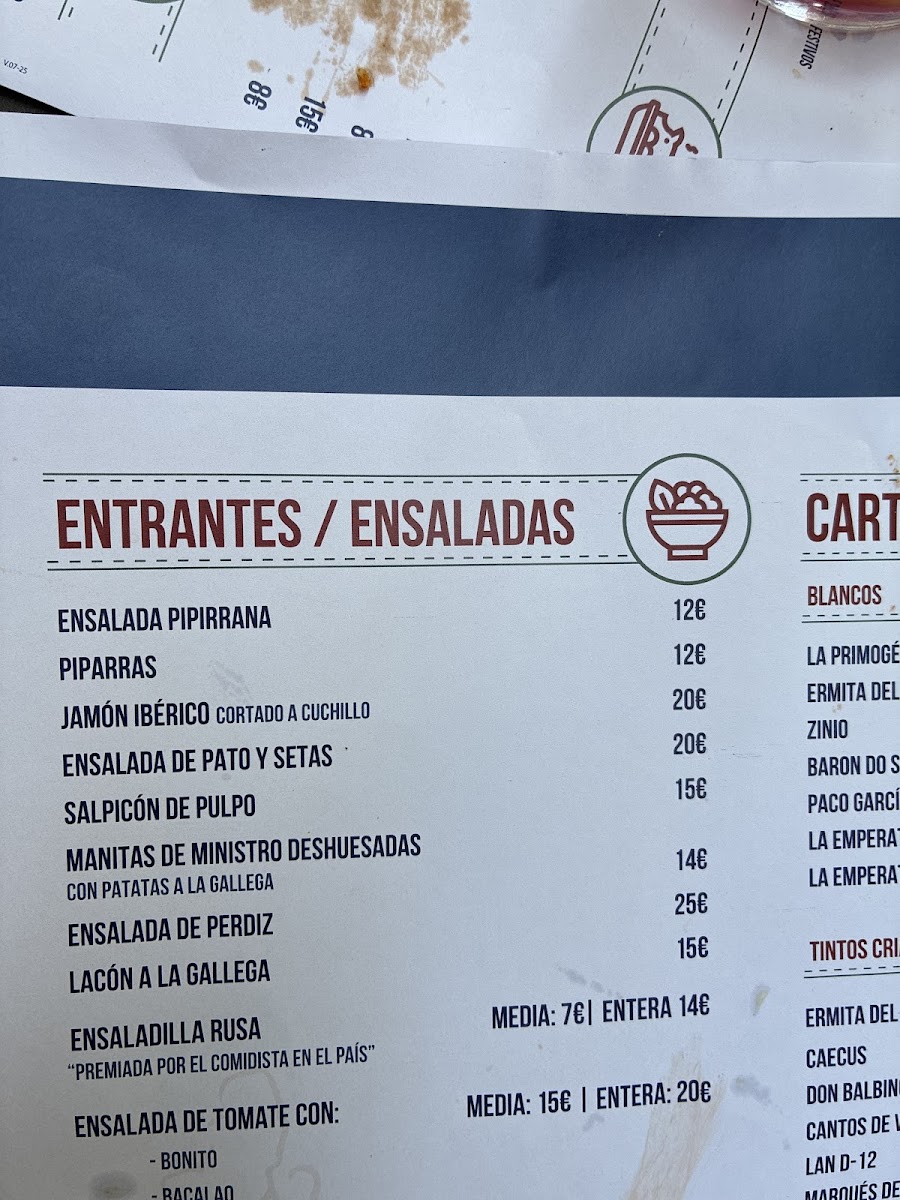 V.07-25
8€
15€
8
FESTIVOS
ENTRANTES / ENSALADAS
ENSALADA PIPIRRANA 12€
PIPARRAS 12€
JAMÓN IBÉRICO CORTADO A CUCHILLO 20€
ENSALADA DE PATO Y SETAS 20€
SALPICÓN DE PULPO 15€
MANITAS DE MINISTRO DESHUESADAS
CON PATATAS A LA GALLEGA 14€
ENSALADA DE PERDIZ 25€
LACÓN A LA GALLEGA 15€
ENSALADILLA RUSA MEDIA: 7€| ENTERA 14€
"PREMIADA POR EL COMIDISTA EN EL PAÍS"
ENSALADA DE TOMATE CON: MEDIA: 15€ | ENTERA: 20€
- BONITO
- BACALAO
CART
BLANCOS
LA PRIMOGÉ
ERMITA DEL
ZINIO
BARON DO S
PACO GARCÍ
LA EMPERAT
LA EMPERAT
TINTOS CRI
ERMITA DEL
CAECUS
DON BALBIN
CANTOS DE V
LAN D-12
MARQUÉS DE